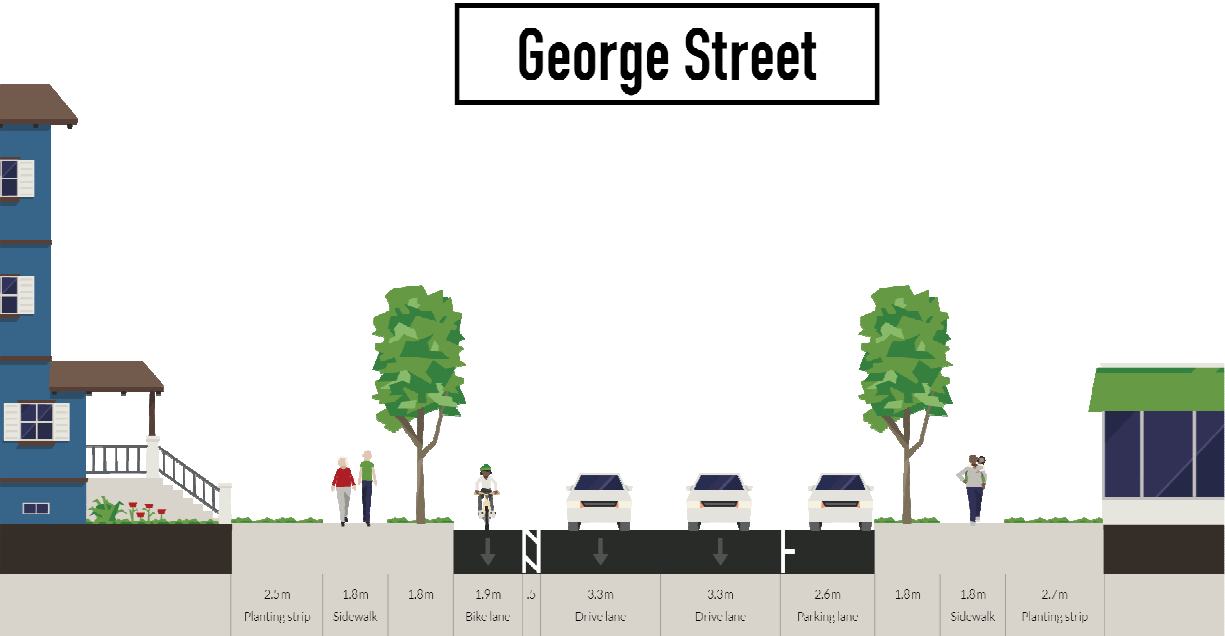 George Street
2.5m 1.8m 1.8m 1.9m .5 3.3m 3.3m 2.6m 1.8m 1.8m 2.7m
Planting strip Sidewalk Bike lane Drive lane Drive lane Parking lane Sidewalk Planting strip